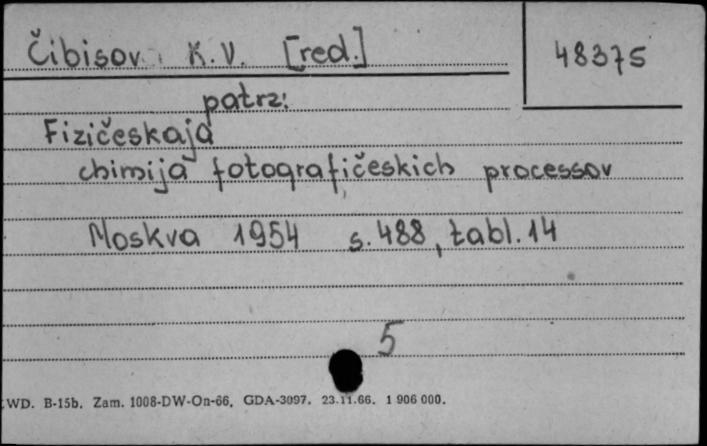 Čibisov K.V. [red.]
48375
patrz:
Fizičeskaja
chimija fotografičeskich processov
Moskva 1954 s. 488, tabl. 14
5
WD. B-15b. Zam. 1008-DW-On-66. GDA-3097. 23.11.66. 1 906 000.